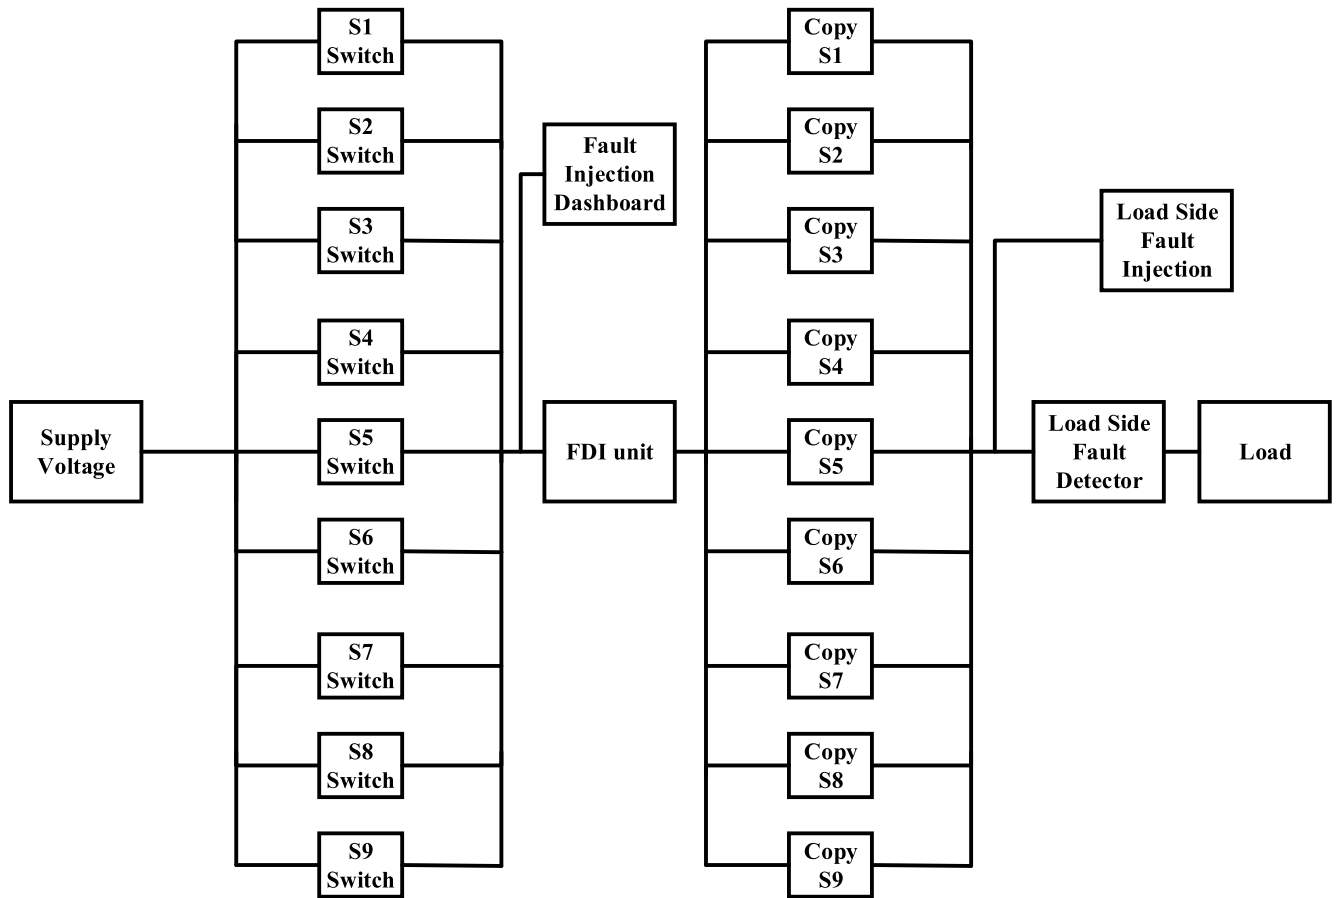 Supply
Voltage
S1
Switch
S2
Switch
S3
Switch
S4
Switch
S5
Switch
S6
Switch
S7
Switch
S8
Switch
S9
Switch
Fault
Injection
Dashboard
FDI unit
Copy
S1
Copy
S2
Copy
S3
Copy
S4
Copy
S5
Copy
S6
Copy
S7
Copy
S8
Copy
S9
Load Side
Fault
Injection
Load Side
Fault
Detector
Load